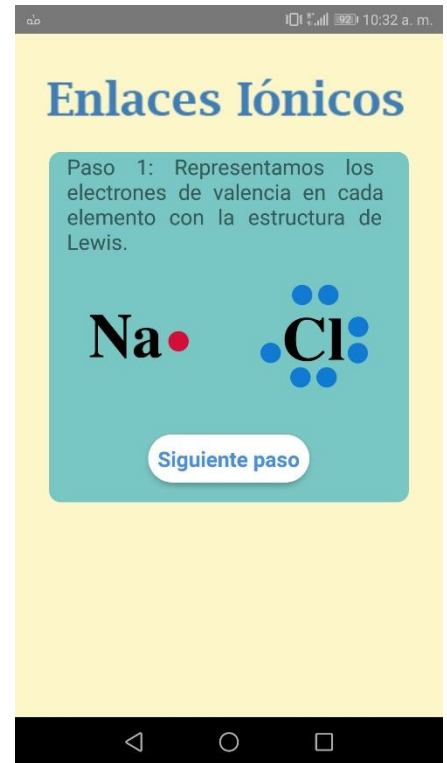 92 10:32 a. m.
Enlaces Iónicos
Paso 1: Representamos los
electrones de valencia en cada
elemento con la estructura de
Lewis.
Na Cl
Siguiente paso